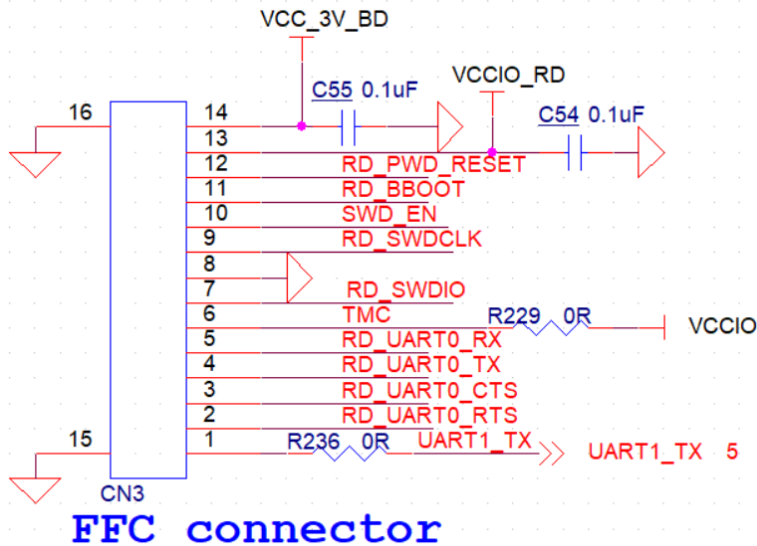 VCC_3V_BD
C55 0.1uF
VCCIO_RD
C54 0.1uF
16
14
13
12 RD_PWD_RESET
11 RD_BBOOT
10 SWD_EN
9 RD_SWDCLK
8
7 RD_SWDIO
6 TMC R229 0R VCCIO
5 RD_UART0_RX
4 RD_UART0_TX
3 RD_UART0_CTS
2 RD_UART0_RTS
15 1 R236 0R UART1_TX UART1_TX 5
CN3
FFC connector